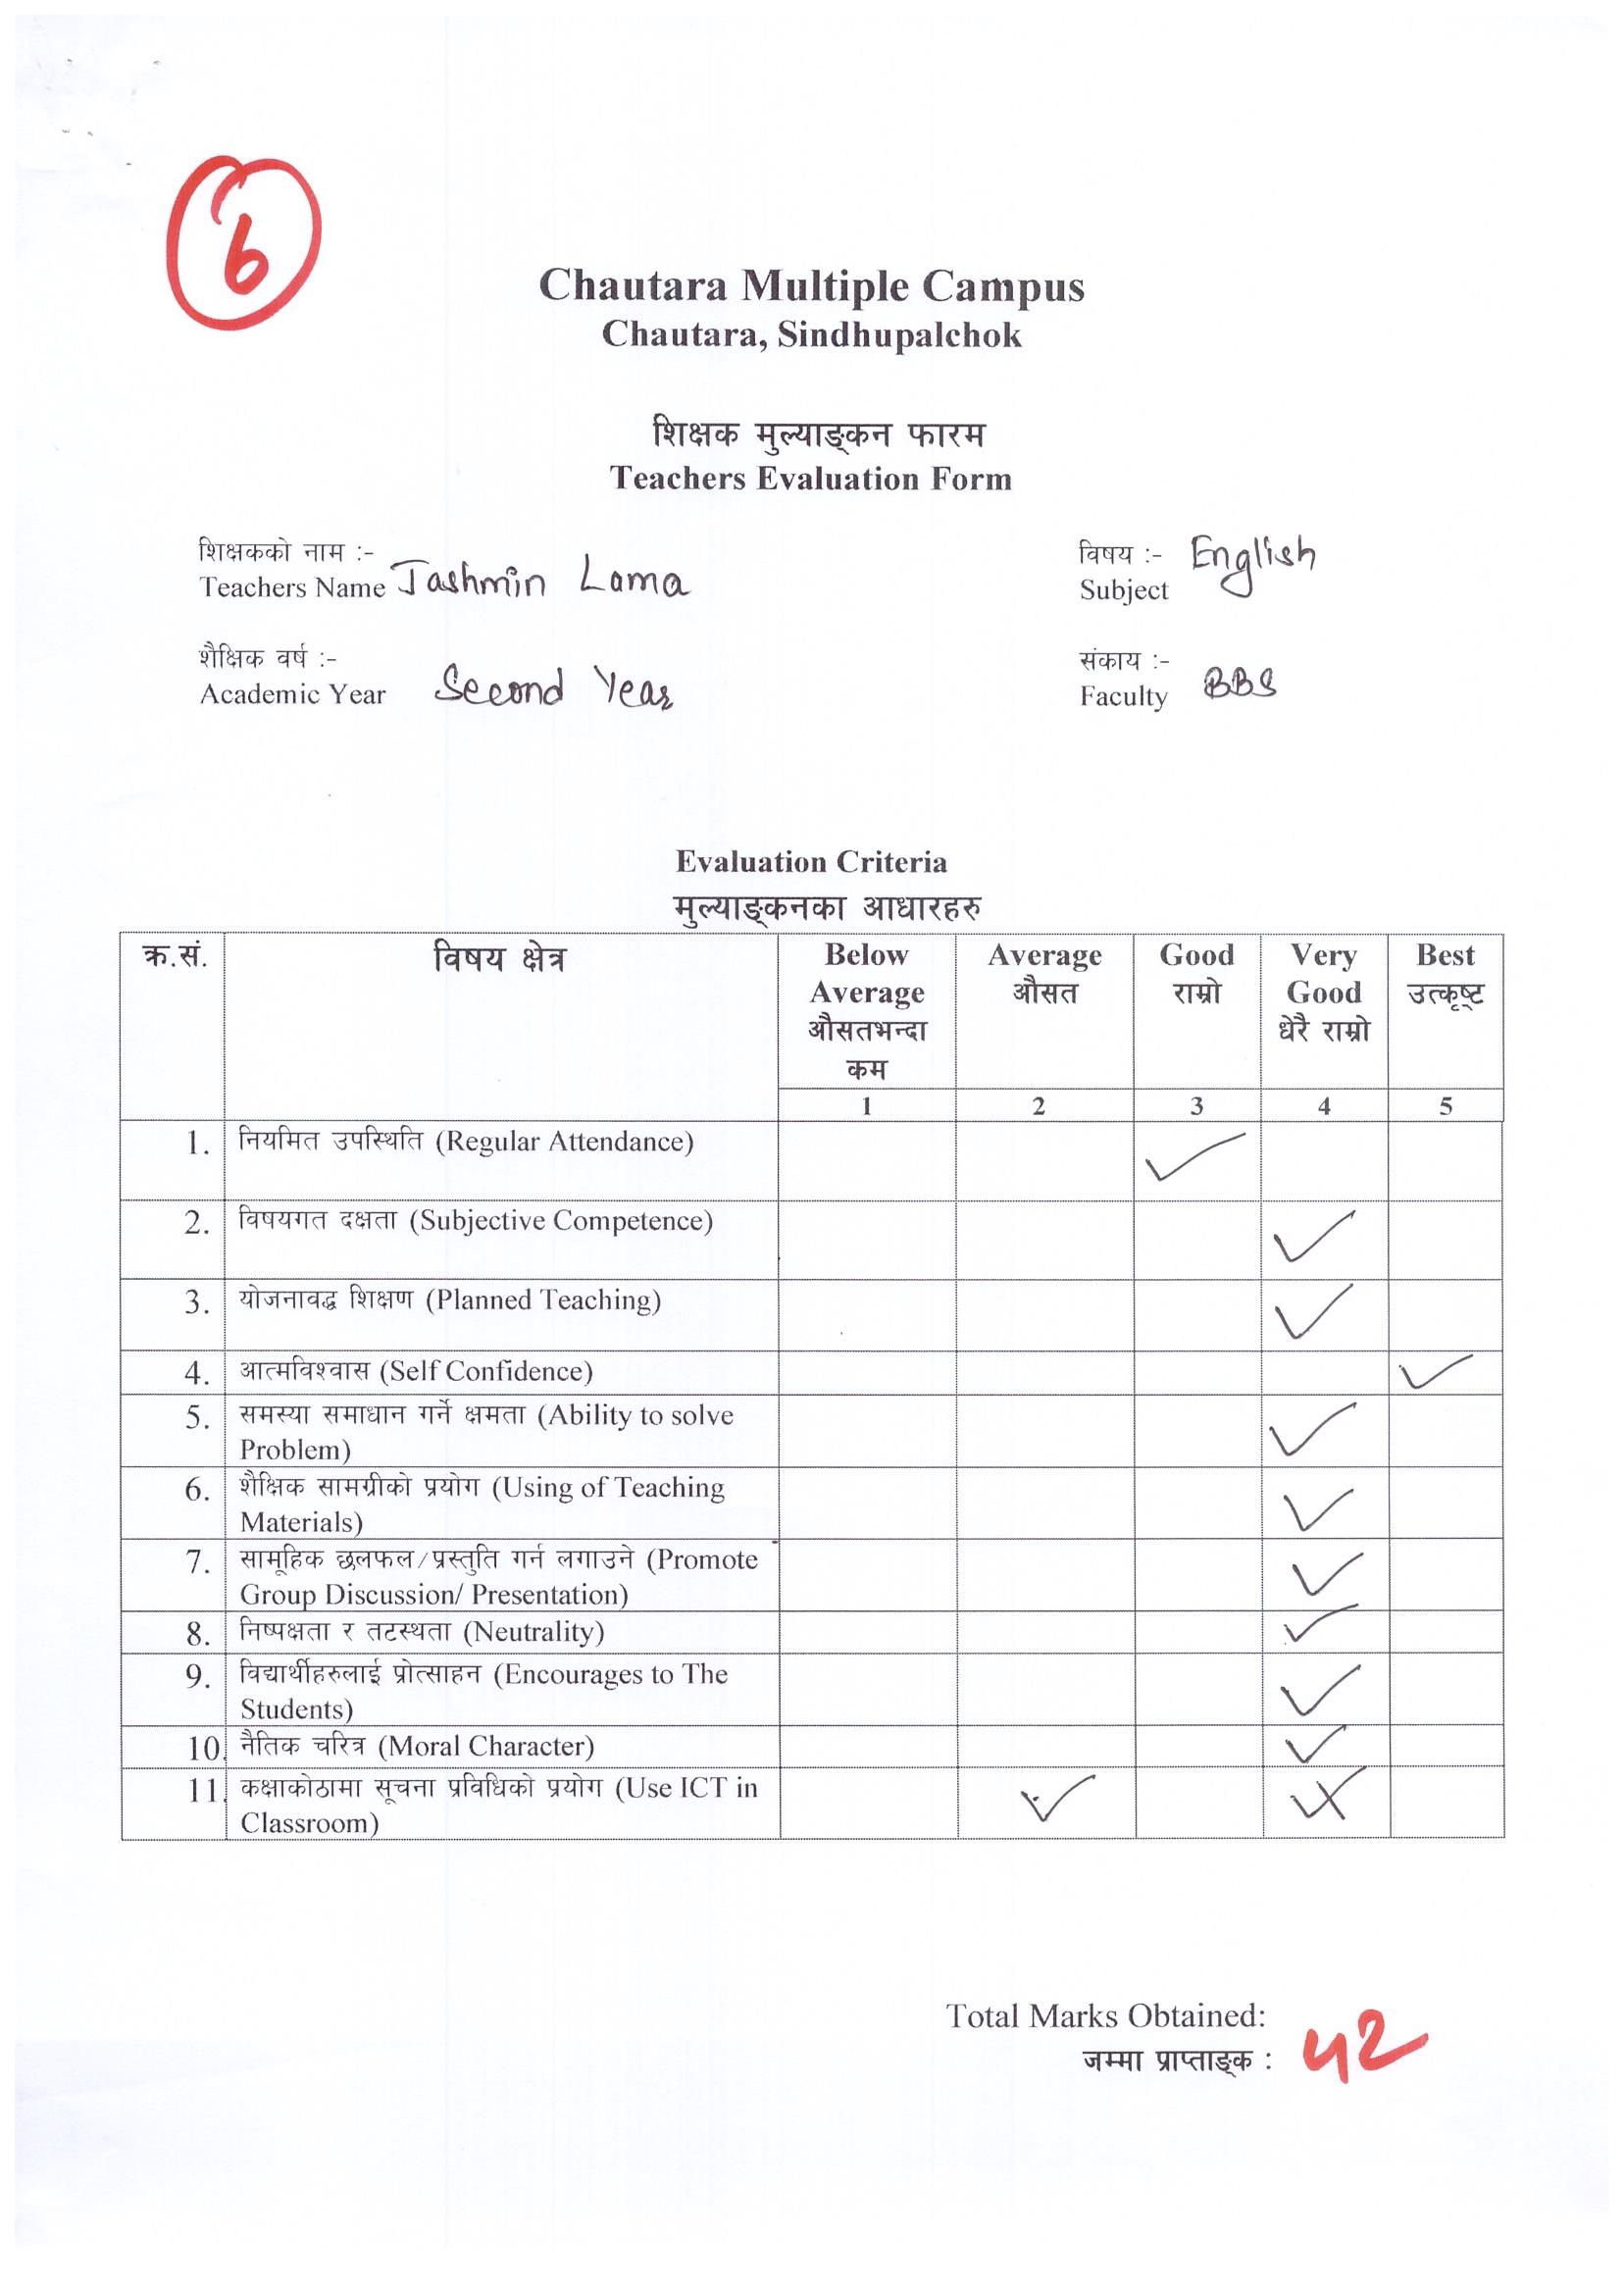 6
Chautara Multiple Campus
Chautara, Sindhupalchok
शिक्षक मुल्याङ्कन फारम
Teachers Evaluation Form
शिक्षकको नाम :-
Teachers Name Jashmin Lama
विषय :- English
Subject
शैक्षिक वर्ष :-
Academic Year Second Year
संकाय :-
Faculty BBS
Evaluation Criteria
मुल्याङ्कनका आधारहरु
क्र.सं. विषय क्षेत्र Below Average औसतभन्दा कम Average औसत Good राम्रो Very Good धेरै राम्रो Best उत्कृष्ट
1 2 3 4 5
1. नियमित उपस्थिति (Regular Attendance) ✓
2. विषयगत दक्षता (Subjective Competence) ✓
3. योजनावद्ध शिक्षण (Planned Teaching) ✓
4. आत्मविश्वास (Self Confidence) ✓
5. समस्या समाधान गर्ने क्षमता (Ability to solve
Problem) ✓
6. शैक्षिक सामग्रीको प्रयोग (Using of Teaching
Materials) ✓
7. सामूहिक छलफल/प्रस्तुति गर्न लगाउने (Promote
Group Discussion/ Presentation) ✓
8. निष्पक्षता र तटस्थता (Neutrality) ✓
9. विद्यार्थीहरुलाई प्रोत्साहन (Encourages to The
Students) ✓
10. नैतिक चरित्र (Moral Character) ✓
11. कक्षाकोठामा सूचना प्रविधिको प्रयोग (Use ICT in
Classroom) ✓
Total Marks Obtained:
जम्मा प्राप्ताङ्क : 42